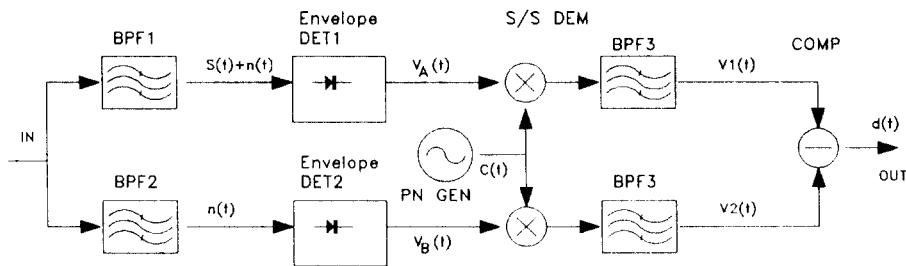 S/S DEM
Envelope
DET1
BPF1
BPF3
COMP
S(t)+n(t)
V_A(t)
V1(t)
IN
d(t)
OUT
C(t)
PN GEN
Envelope
DET2
BPF2
BPF3
n(t)
V_B(t)
V2(t)